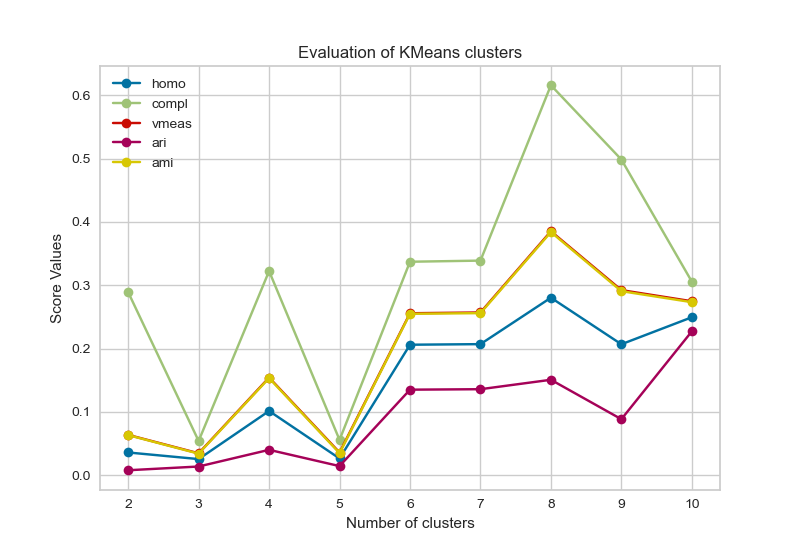 Evaluation of KMeans clusters
homo
compl
vmeas
ari
ami
0.6
0.5
0.4
0.3
0.2
0.1
0.0
Score Values
2 3 4 5 6 7 8 9 10
Number of clusters